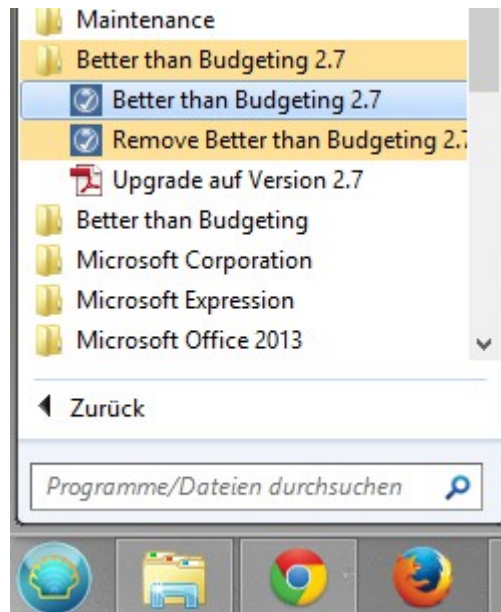 Maintenance
Better than Budgeting 2.7
Better than Budgeting 2.7
Remove Better than Budgeting 2.7
Upgrade auf Version 2.7
Better than Budgeting
Microsoft Corporation
Microsoft Expression
Microsoft Office 2013
Zurück
Programme/Dateien durchsuchen